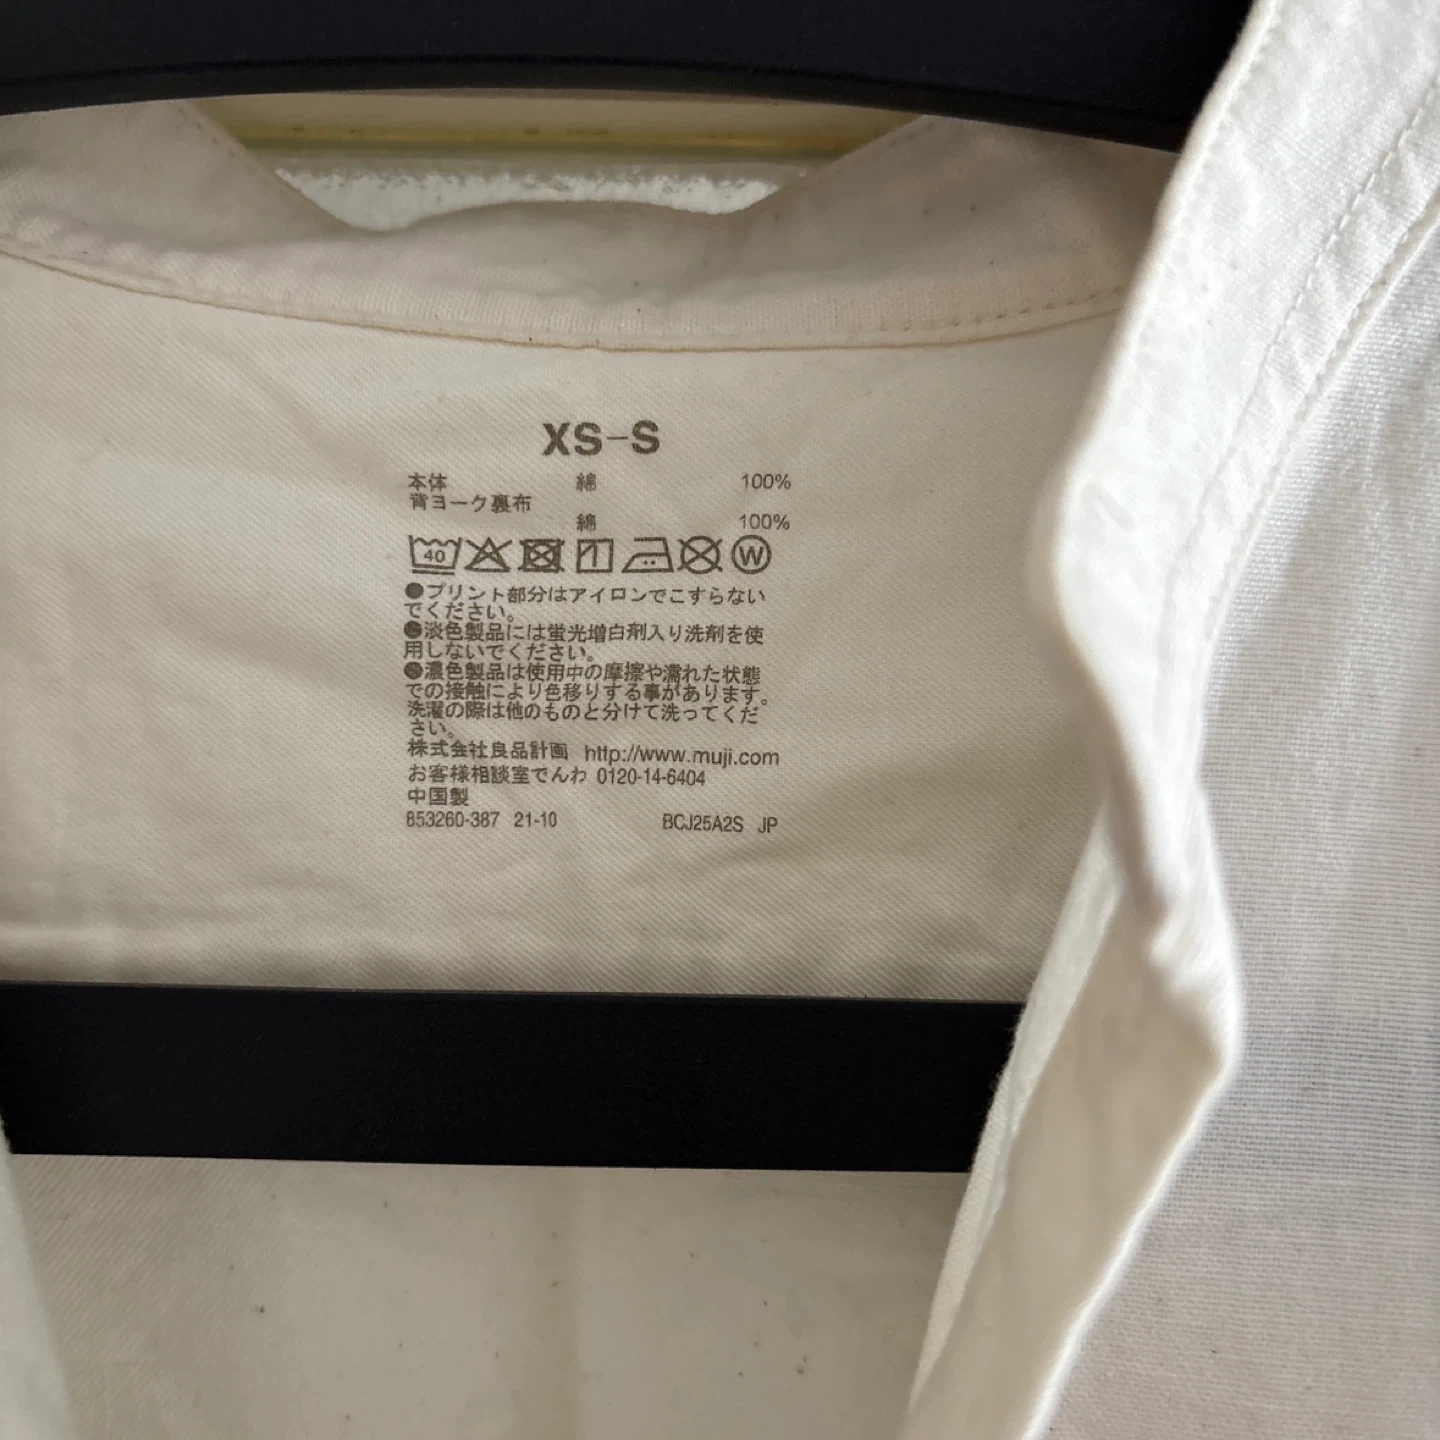 XS-S
本体 綿 100%
背ヨーク裏布
綿 100%
40 W
●プリント部分はアイロンでこすらない
でください。
●淡色製品には蛍光増白剤入り洗剤を使
用しないでください。
●濃色製品は使用中の摩擦や濡れた状態
での接触により色移りする事があります。
洗濯の際は他のものと分けて洗ってくだ
さい。
株式会社良品計画 http://www.muji.com
お客様相談室でんわ 0120-14-6404
中国製
853260-387 21-10 BCJ25A2S JP